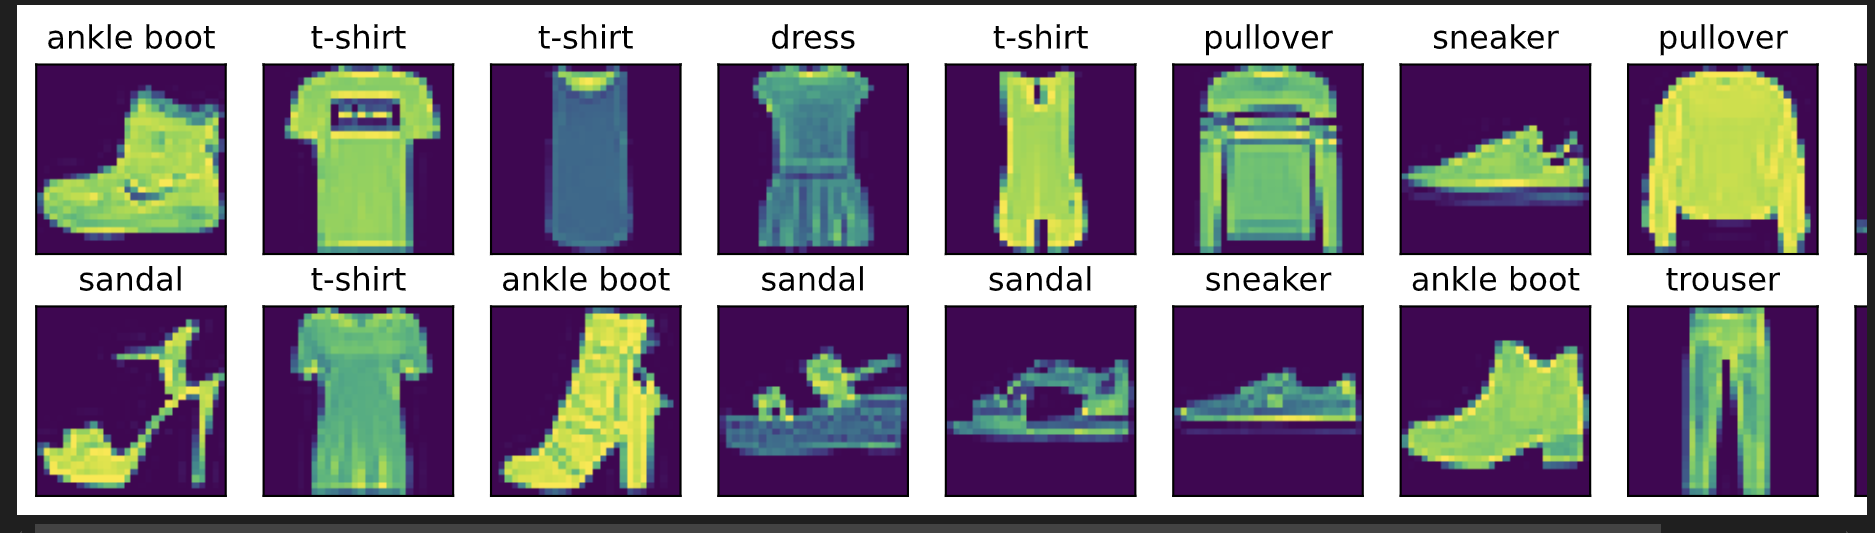 ankle boot t-shirt t-shirt dress t-shirt pullover sneaker pullover
sandal t-shirt ankle boot sandal sandal sneaker ankle boot trouser